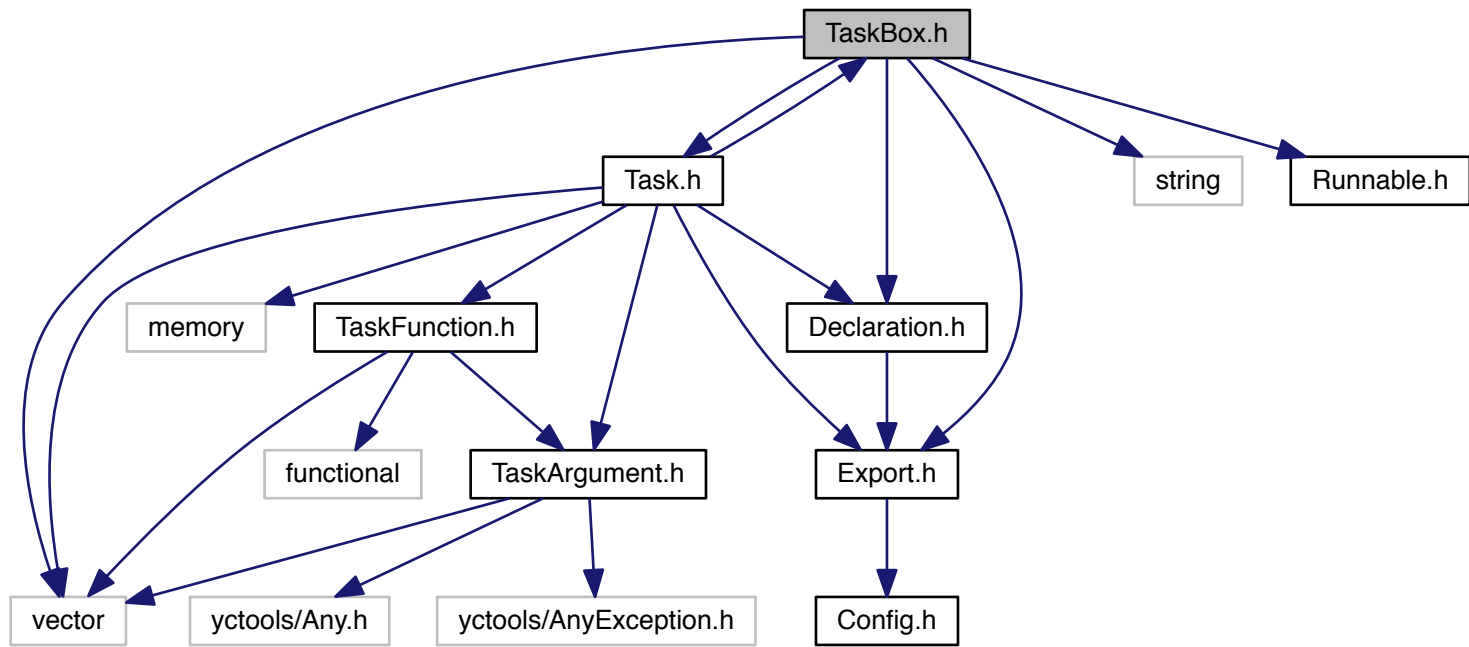 TaskBox.h
Task.h
string
Runnable.h
memory
TaskFunction.h
Declaration.h
functional
TaskArgument.h
Export.h
vector
yctools/Any.h
yctools/AnyException.h
Config.h